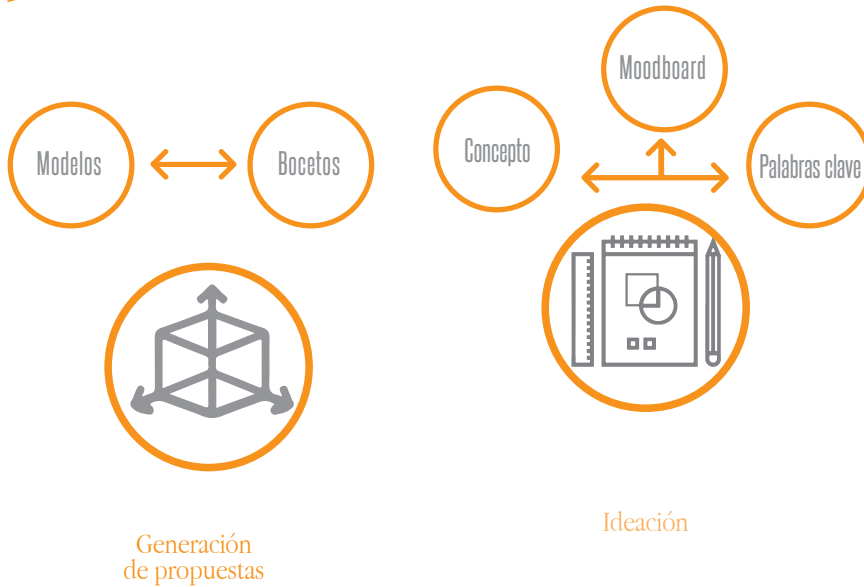 Modelos
Bocetos
Concepto
Moodboard
Palabras clave
Generación
de propuestas
Ideación